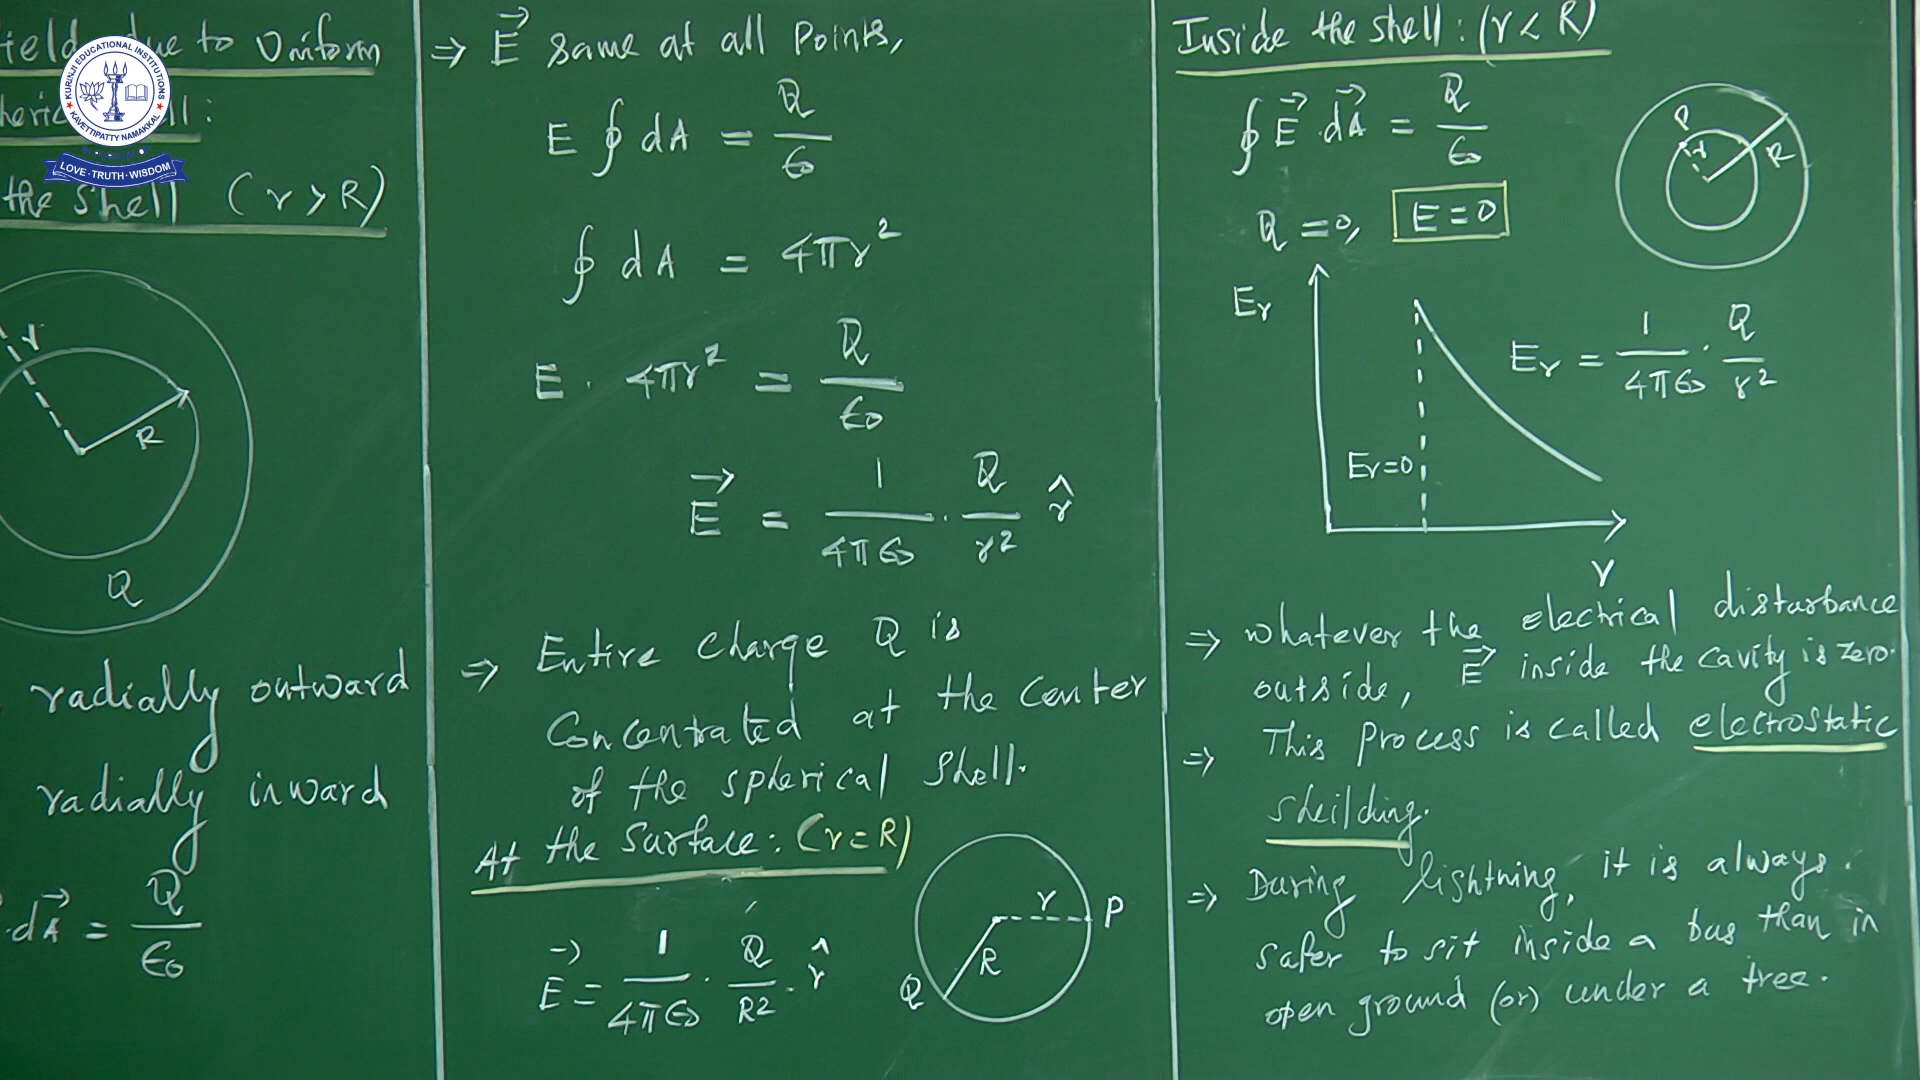 ield due to Uniform
heric ll :
the shell (r > R)
r
R
Q
radially outward
radially inward
. dA⃗ = Q/ϵ₀
⇒ E⃗ same at all points,
E ∮ dA = Q/ϵ₀
∮ dA = 4πr²
E . 4πr² = Q/ϵ₀
E⃗ = 1/4πϵ₀ . Q/r² r̂
⇒ Entire charge Q is
Concentrated at the center
of the spherical shell.
At the Surface : (r = R)
E⃗ = 1/4πϵ₀ . Q/R² . r̂
r
P
R
Q
Inside the shell : (r < R)
∮ E⃗ . dA⃗ = Q/ϵ₀
Q = 0, E = 0
P
r
R
Er
Er = 1/4πϵ₀ . Q/r²
Er=0
r
⇒ whatever the electrical disturbance
outside, E⃗ inside the cavity is zero.
⇒ This process is called electrostatic
sheilding.
⇒ During lightning, it is always
safer to sit inside a bus than in
open ground (or) under a tree.
KURINJI EDUCATIONAL INSTITUTIONS
KAVETTIPATTY NAMAKKAL
LOVE · TRUTH · WISDOM